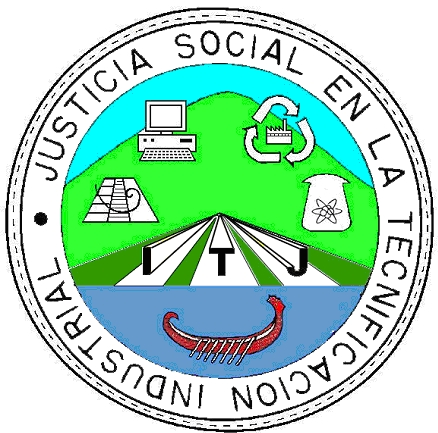 JUSTICIA SOCIAL EN LA TECNIFICACION INDUSTRIAL
I T J